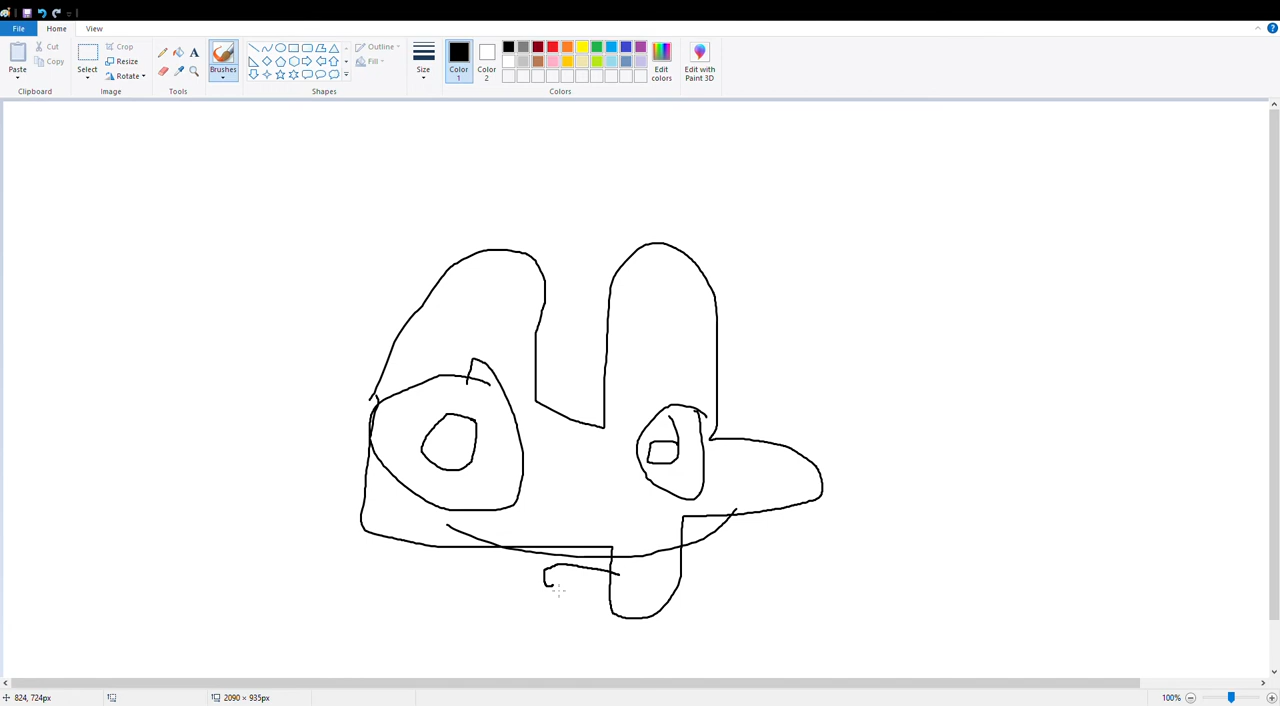 File Home View
Paste
Cut
Copy
Clipboard
Select
Crop
Resize
Rotate
Image
A
Tools
Brushes
Outline
Fill
Shapes
Size
Color
1
Color
2
Edit
colors
Colors
Edit with
Paint 3D
824, 724px
2090 × 935px
100%